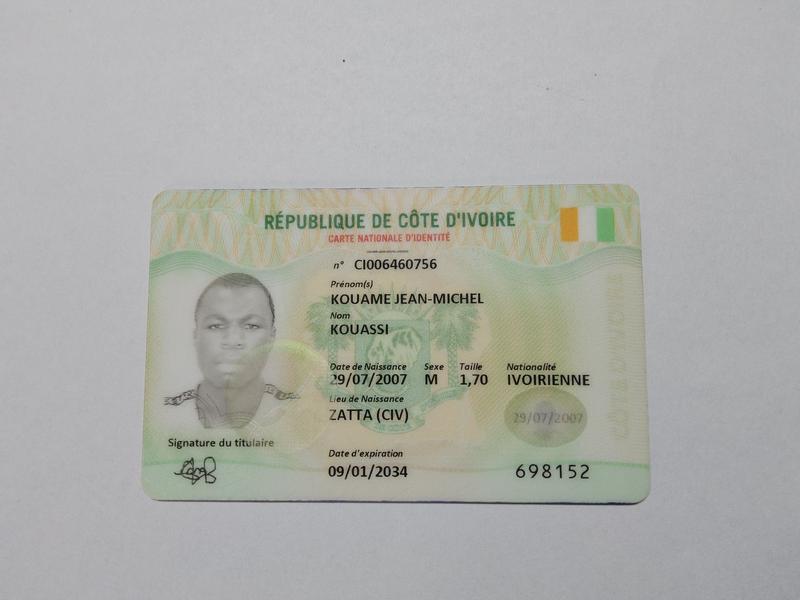 RÉPUBLIQUE DE CÔTE D'IVOIRE
CARTE NATIONALE D'IDENTITÉ
n° CI006460756
Prénom(s)
KOUAME JEAN-MICHEL
Nom
KOUASSI
Date de Naissance Sexe Taille Nationalité
29/07/2007 M 1,70 IVOIRIENNE
Lieu de Naissance
ZATTA (CIV)
29/07/2007
Signature du titulaire
Date d'expiration
09/01/2034
698152